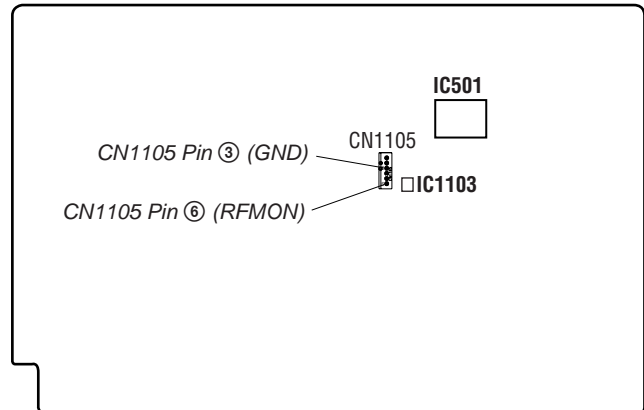 IC501
CN1105
CN1105 Pin ③ (GND)
IC1103
CN1105 Pin ⑥ (RFMON)